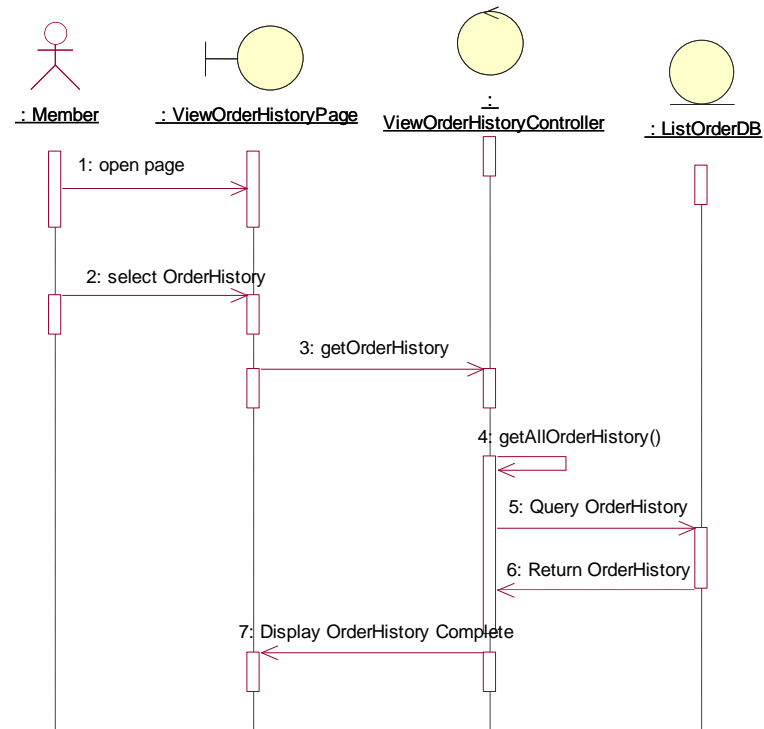 : Member
: ViewOrderHistoryPage
:
ViewOrderHistoryController
: ListOrderDB
1: open page
2: select OrderHistory
3: getOrderHistory
4: getAllOrderHistory()
5: Query OrderHistory
6: Return OrderHistory
7: Display OrderHistory Complete